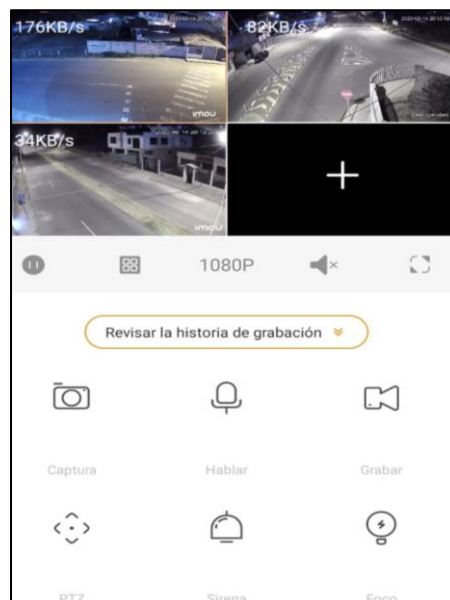 176KB/s
82KB/s
imou
34KB/s
imou
1080P
Revisar la historia de grabación
Captura
Hablar
Grabar
PTZ
Sirena
Foco